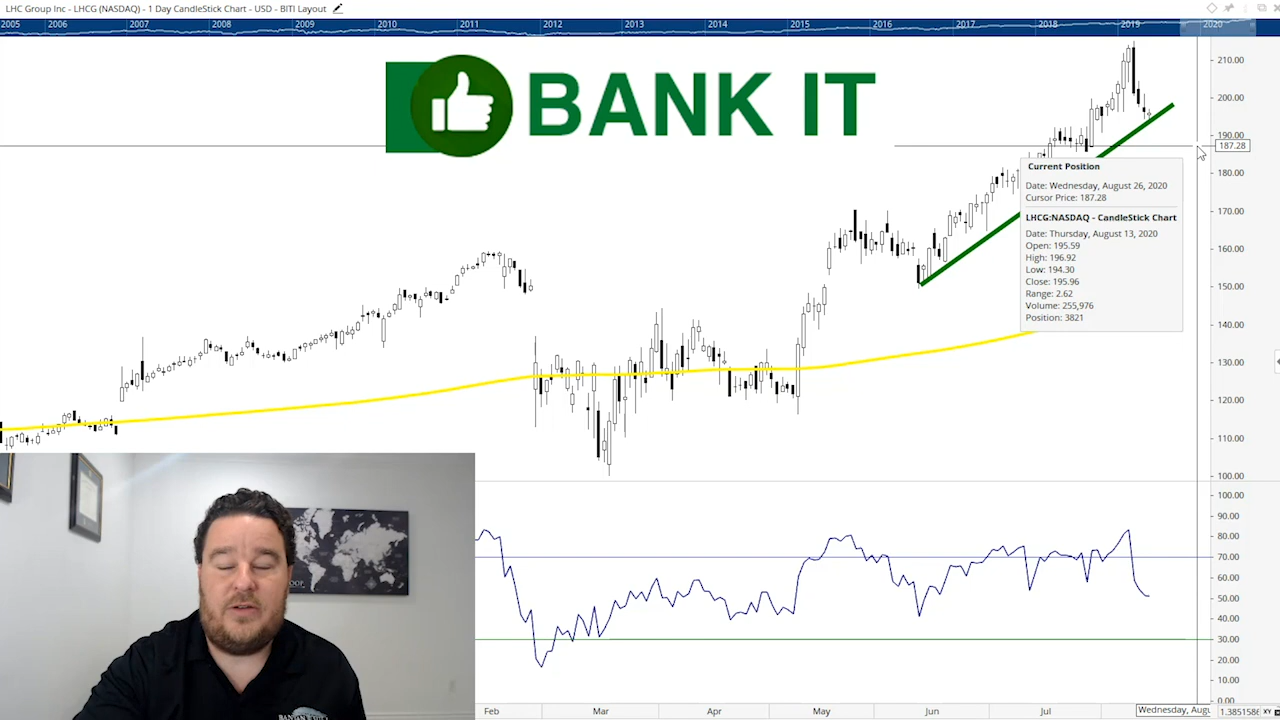 LHC Group Inc - LHCG (NASDAQ) - 1 Day CandleStick Chart - USD - BITI Layout
2005 2006 2007 2008 2009 2010 2011 2012 2013 2014 2015 2016 2017 2018 2019 2020
BANK IT
210.00
200.00
190.00
187.28
180.00
170.00
160.00
150.00
140.00
130.00
120.00
110.00
100.00
Current Position
Date: Wednesday, August 26, 2020
Cursor Price: 187.28
LHCG:NASDAQ - CandleStick Chart
Date: Thursday, August 13, 2020
Open: 195.59
High: 196.92
Low: 194.30
Close: 195.96
Range: 2.62
Volume: 255,976
Position: 3821
100.00
90.00
80.00
70.00
60.00
50.00
40.00
30.00
20.00
10.00
0.00
Feb Mar Apr May Jun Jul Wednesday, Augu 1.3851586 XY